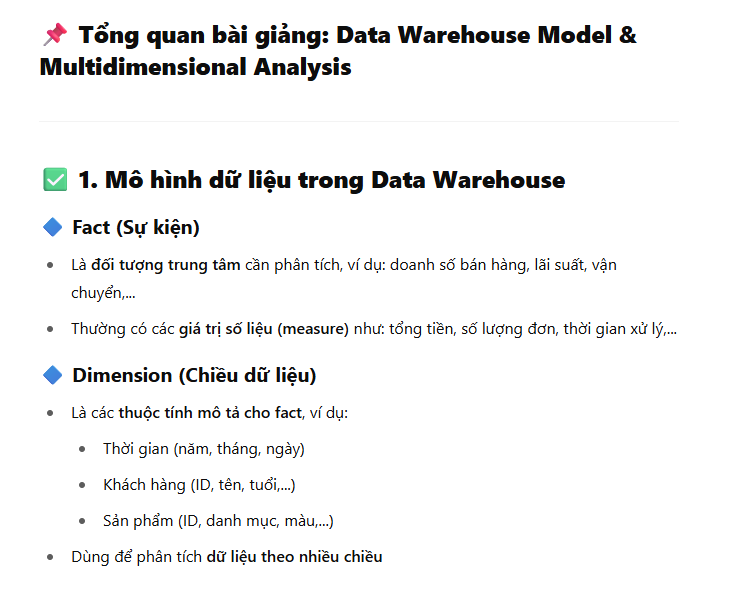 📌 Tổng quan bài giảng: Data Warehouse Model &
Multidimensional Analysis
✅ 1. Mô hình dữ liệu trong Data Warehouse
🔷 Fact (Sự kiện)
• Là đối tượng trung tâm cần phân tích, ví dụ: doanh số bán hàng, lãi suất, vận
chuyển,...
• Thường có các giá trị số liệu (measure) như: tổng tiền, số lượng đơn, thời gian xử lý,...
🔷 Dimension (Chiều dữ liệu)
• Là các thuộc tính mô tả cho fact, ví dụ:
• Thời gian (năm, tháng, ngày)
• Khách hàng (ID, tên, tuổi,...)
• Sản phẩm (ID, danh mục, màu,...)
• Dùng để phân tích dữ liệu theo nhiều chiều